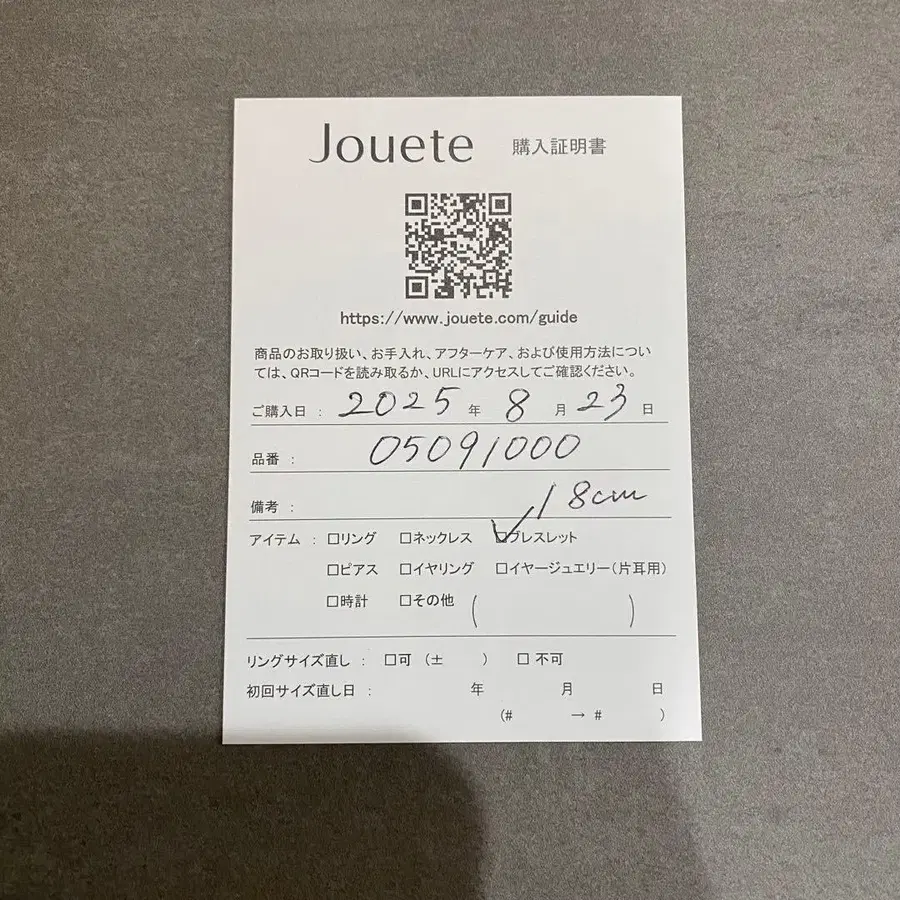 Jouete 購入証明書
https://www.jouete.com/guide
商品のお取り扱い、お手入れ、アフターケア、および使用方法につい
ては、QRコードを読み取るか、URLにアクセスしてご確認ください。
ご購入日 : 2025 年 8 月 23 日
品番 : 05091000
備考 : 18cm
アイテム : □リング □ネックレス ☑ブレスレット
□ピアス □イヤリング □イヤージュエリー(片耳用)
□時計 □その他 ( )
リングサイズ直し : □可 (± ) □ 不可
初回サイズ直し日 : 年 月 日
(# → # )